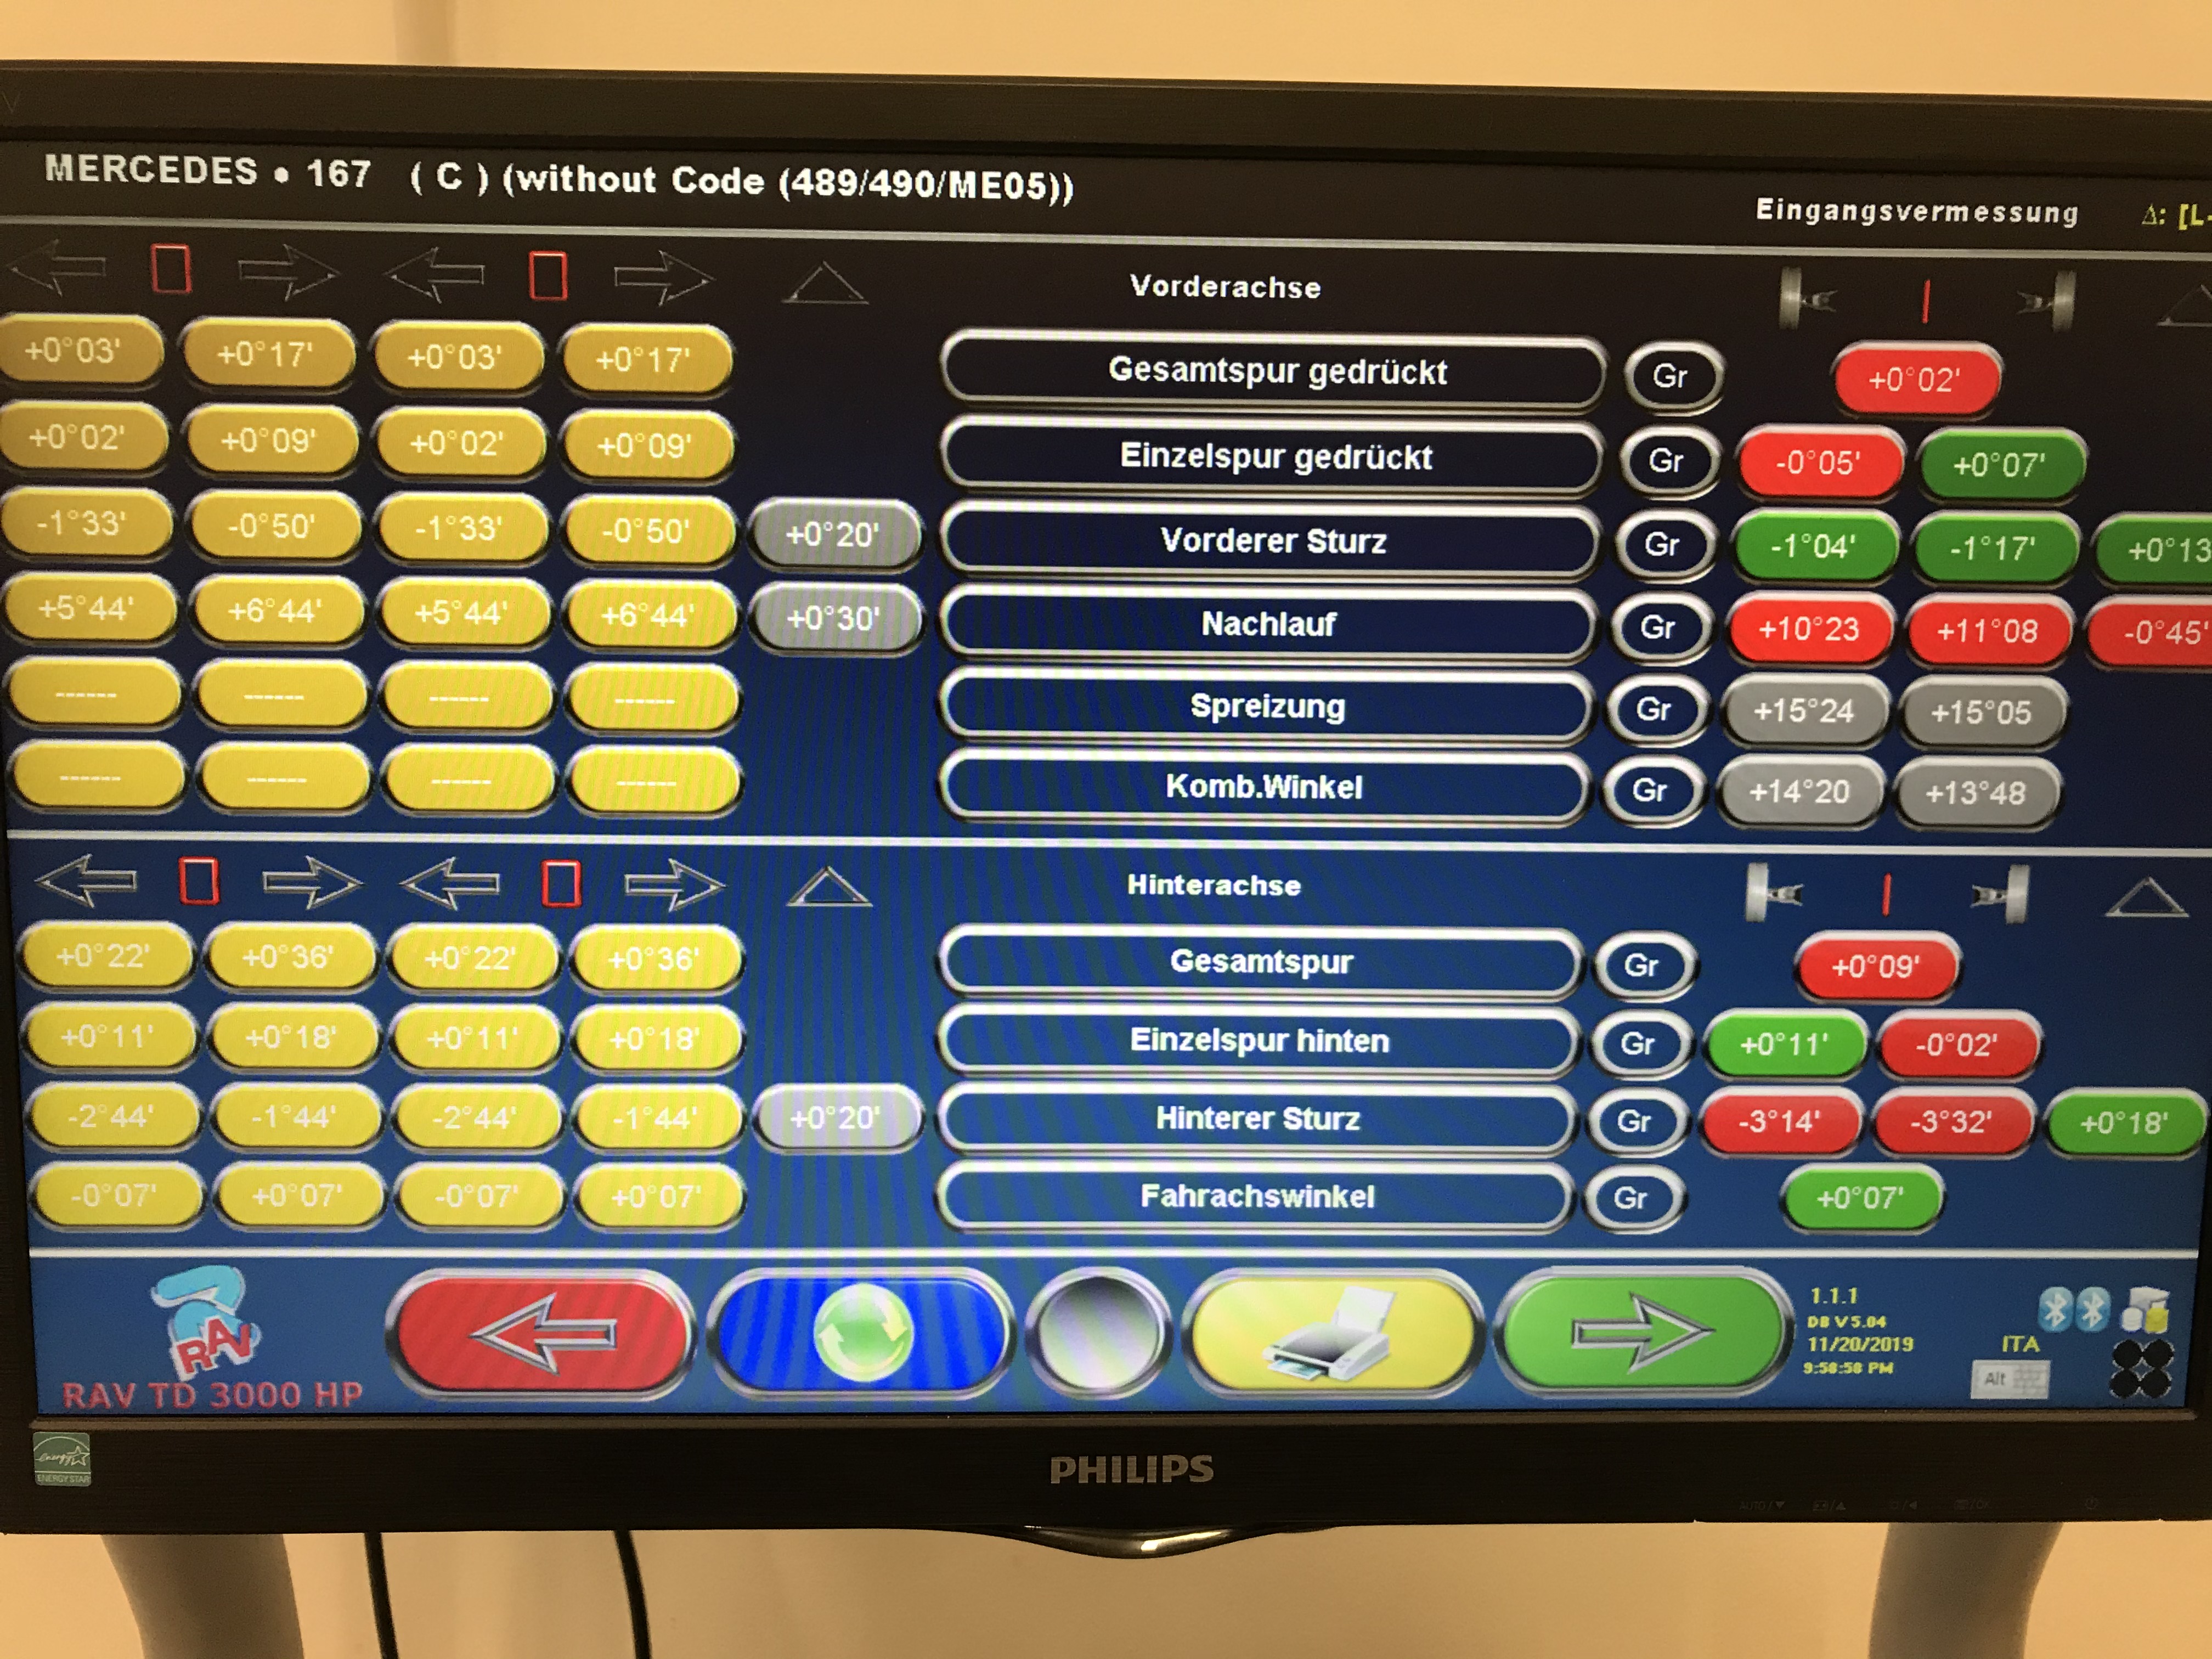 MERCEDES • 167 ( C ) (without Code (489/490/ME05))
Eingangsvermessung Δ: [L-
Vorderachse
+0°03' +0°17' +0°03' +0°17' Gesamtspur gedrückt Gr +0°02'
+0°02' +0°09' +0°02' +0°09' Einzelspur gedrückt Gr -0°05' +0°07'
-1°33' -0°50' -1°33' -0°50' +0°20' Vorderer Sturz Gr -1°04' -1°17' +0°13
+5°44' +6°44' +5°44' +6°44' +0°30' Nachlauf Gr +10°23 +11°08 -0°45'
------ ------ ------ ------ Spreizung Gr +15°24 +15°05
------ ------ ------ ------ Komb.Winkel Gr +14°20 +13°48
Hinterachse
+0°22' +0°36' +0°22' +0°36' Gesamtspur Gr +0°09'
+0°11' +0°18' +0°11' +0°18' Einzelspur hinten Gr +0°11' -0°02'
-2°44' -1°44' -2°44' -1°44' +0°20' Hinterer Sturz Gr -3°14' -3°32' +0°18'
-0°07' +0°07' -0°07' +0°07' Fahrachswinkel Gr +0°07'
RAV
RAV TD 3000 HP
1.1.1
DB V 5.04
11/20/2019
9:58:58 PM
ITA
Alt
energy
ENERGY STAR
PHILIPS